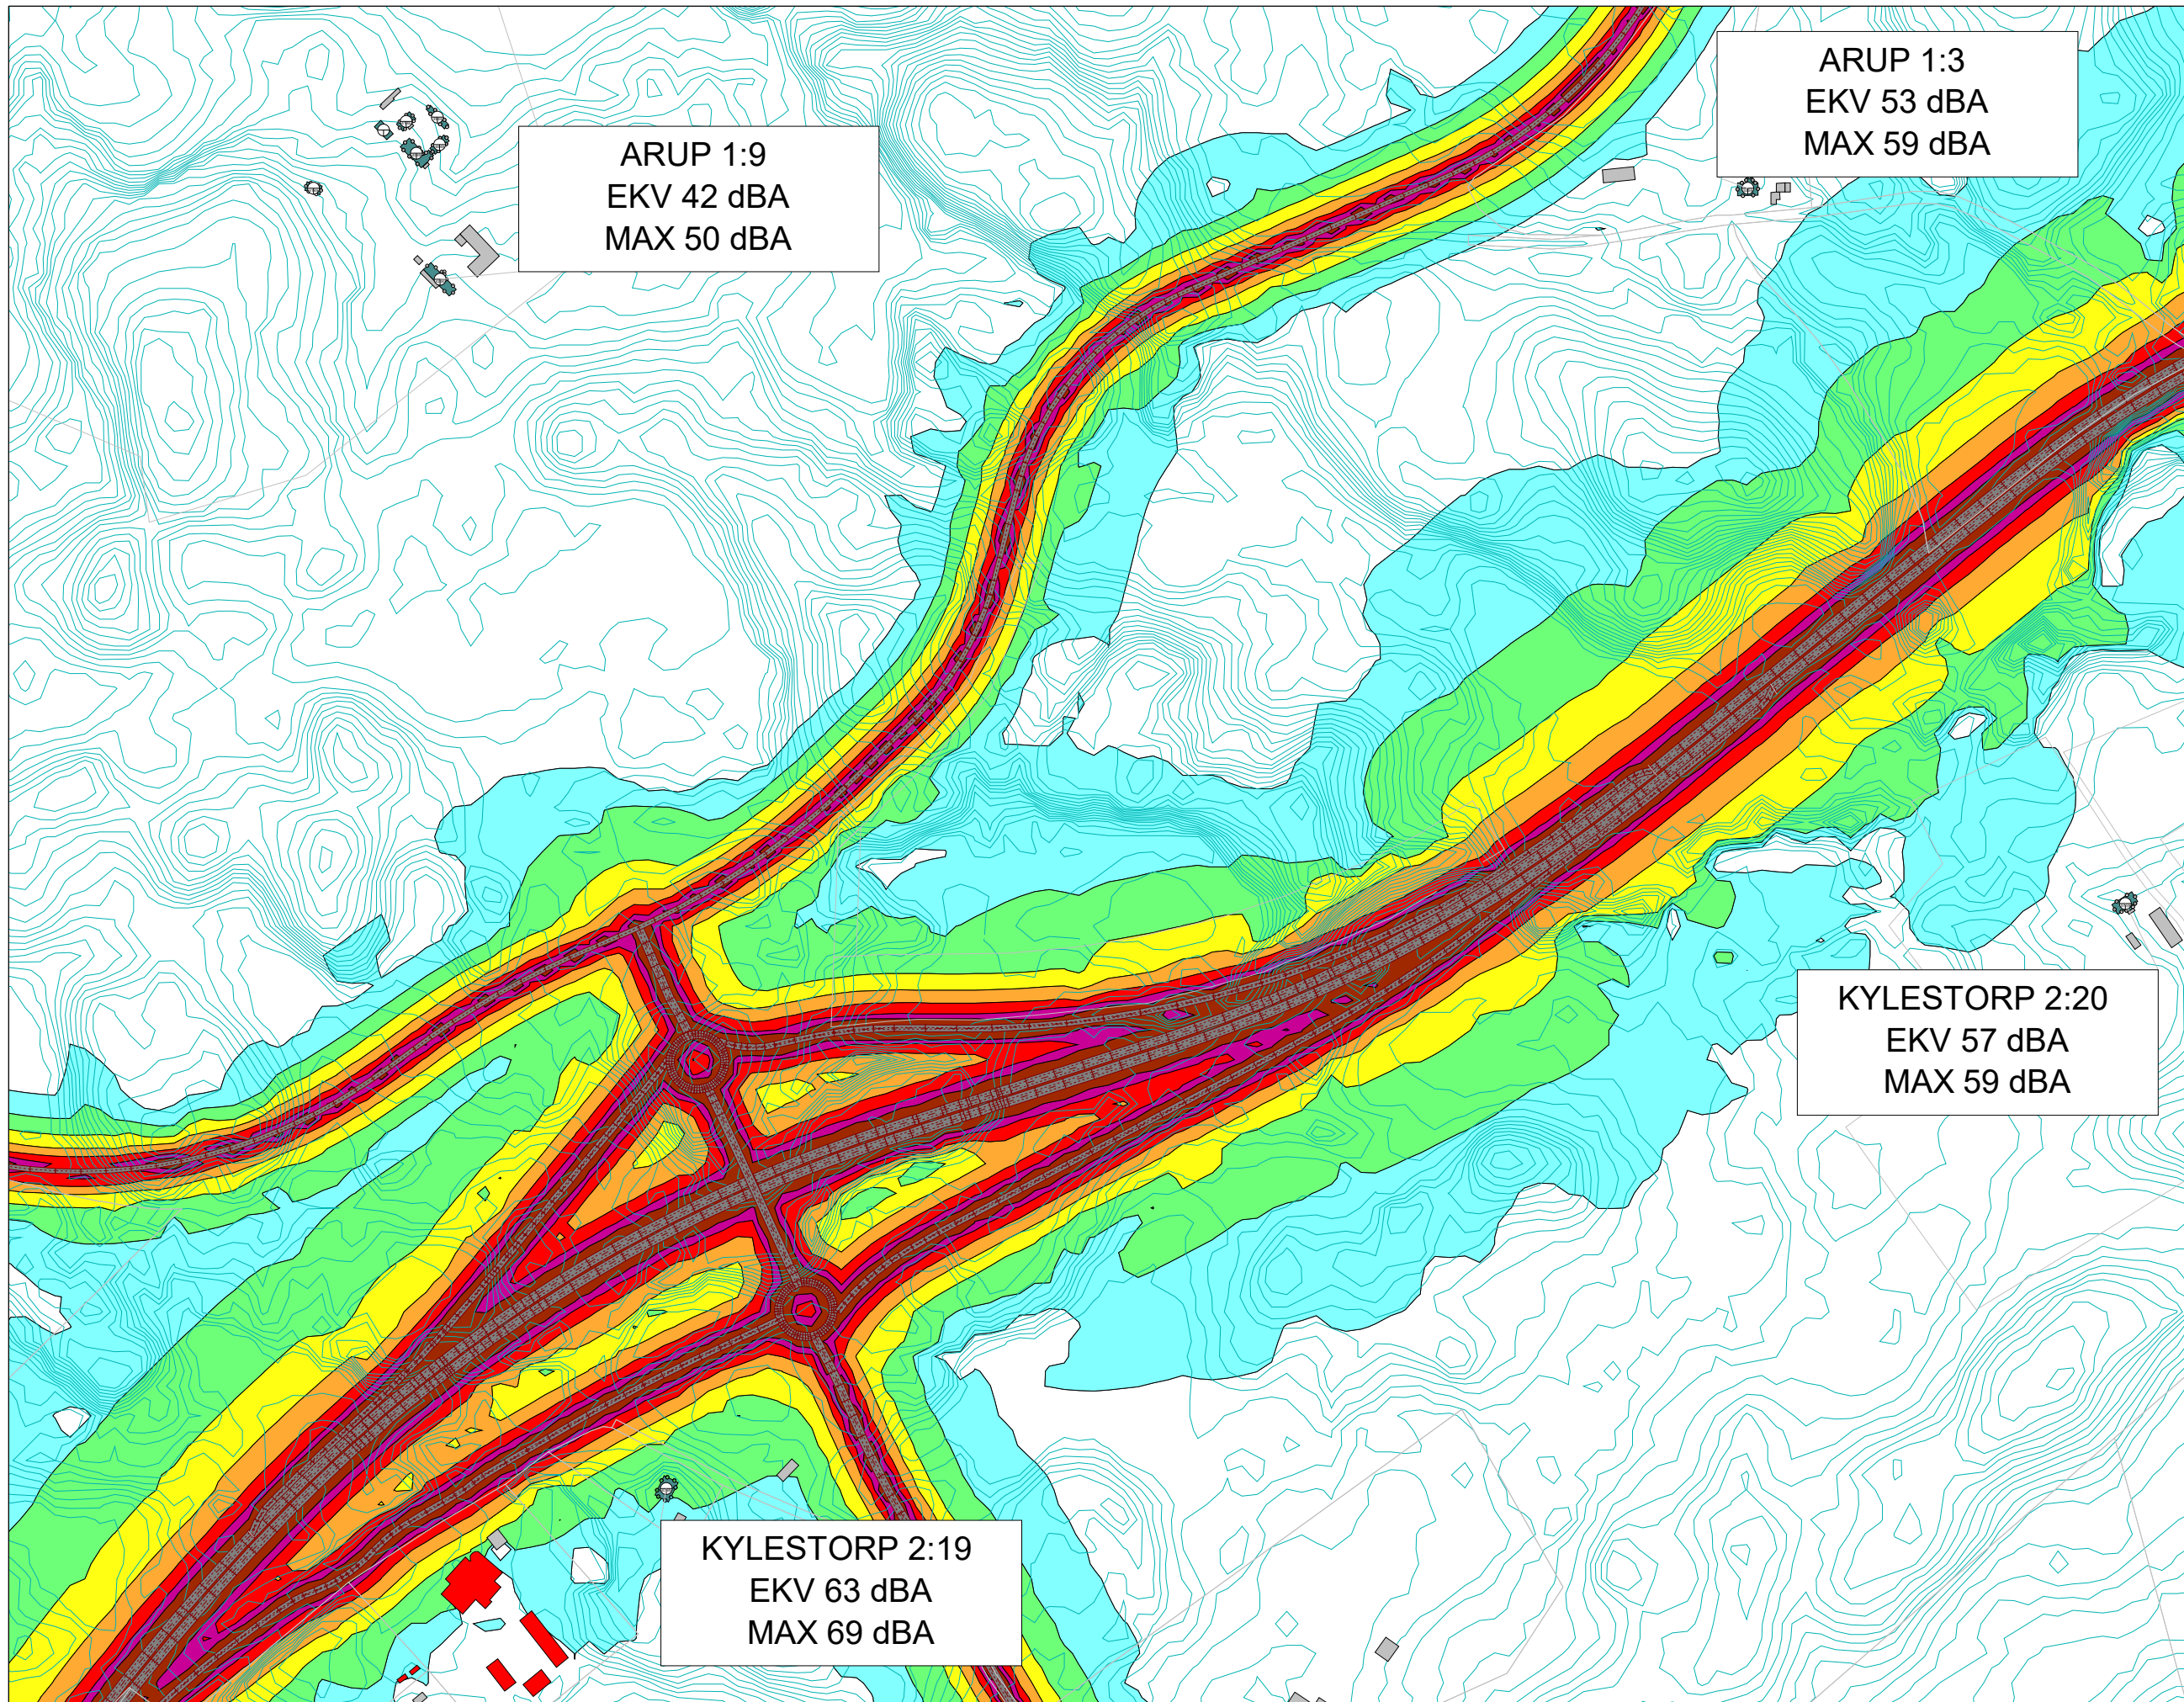 ARUP 1:3
EKV 53 dBA
MAX 59 dBA
ARUP 1:9
EKV 42 dBA
MAX 50 dBA
KYLESTORP 2:20
EKV 57 dBA
MAX 59 dBA
KYLESTORP 2:19
EKV 63 dBA
MAX 69 dBA